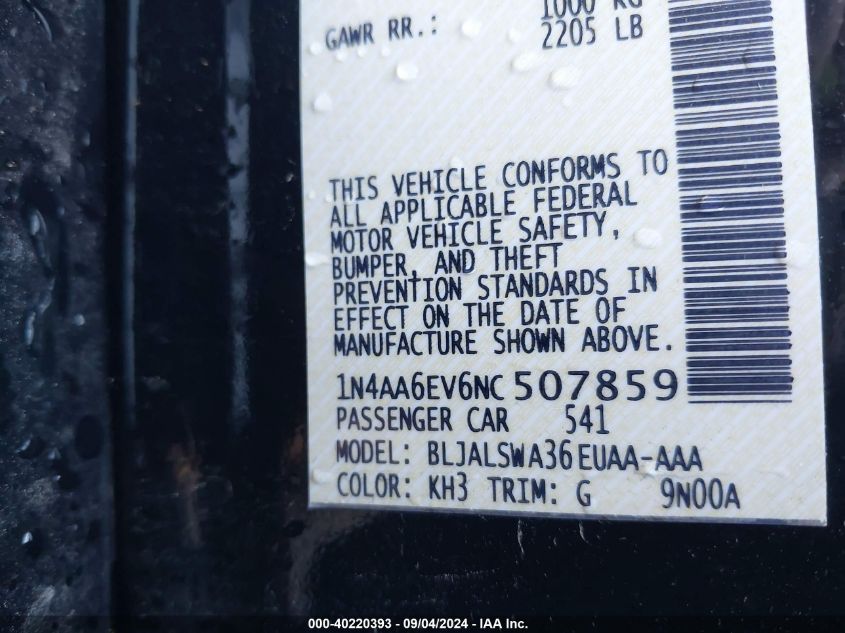 1000 KG
GAWR RR.: 2205 LB
THIS VEHICLE CONFORMS TO
ALL APPLICABLE FEDERAL
MOTOR VEHICLE SAFETY,
BUMPER, AND THEFT
PREVENTION STANDARDS IN
EFFECT ON THE DATE OF
MANUFACTURE SHOWN ABOVE.
1N4AA6EV6NC507859
PASSENGER CAR 541
MODEL: BLJALSWA36EUAA-AAA
COLOR: KH3 TRIM: G 9N00A
000-40220393 - 09/04/2024 - IAA Inc.